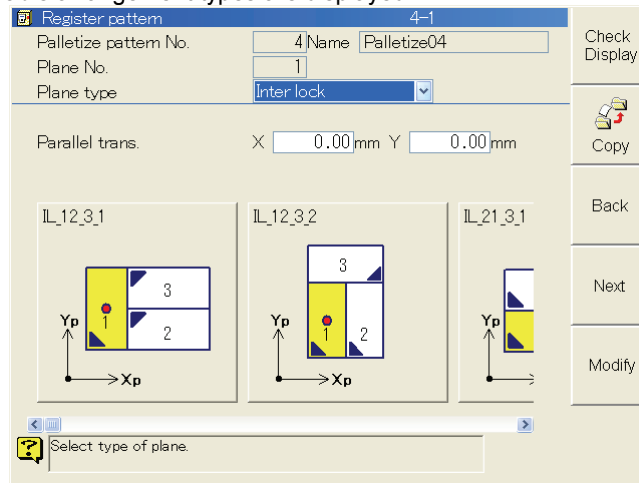 Register pattern 4-1
Palletize pattern No. 4 Name Palletize04
Plane No. 1
Plane type Inter lock
Parallel trans. X 0.00 mm Y 0.00 mm
IL_12_3_1
3
1
2
Yp
Xp
IL_12_3_2
3
1
2
Yp
Xp
IL_21_3_1
Yp
Select type of plane.
Check
Display
Copy
Back
Next
Modify